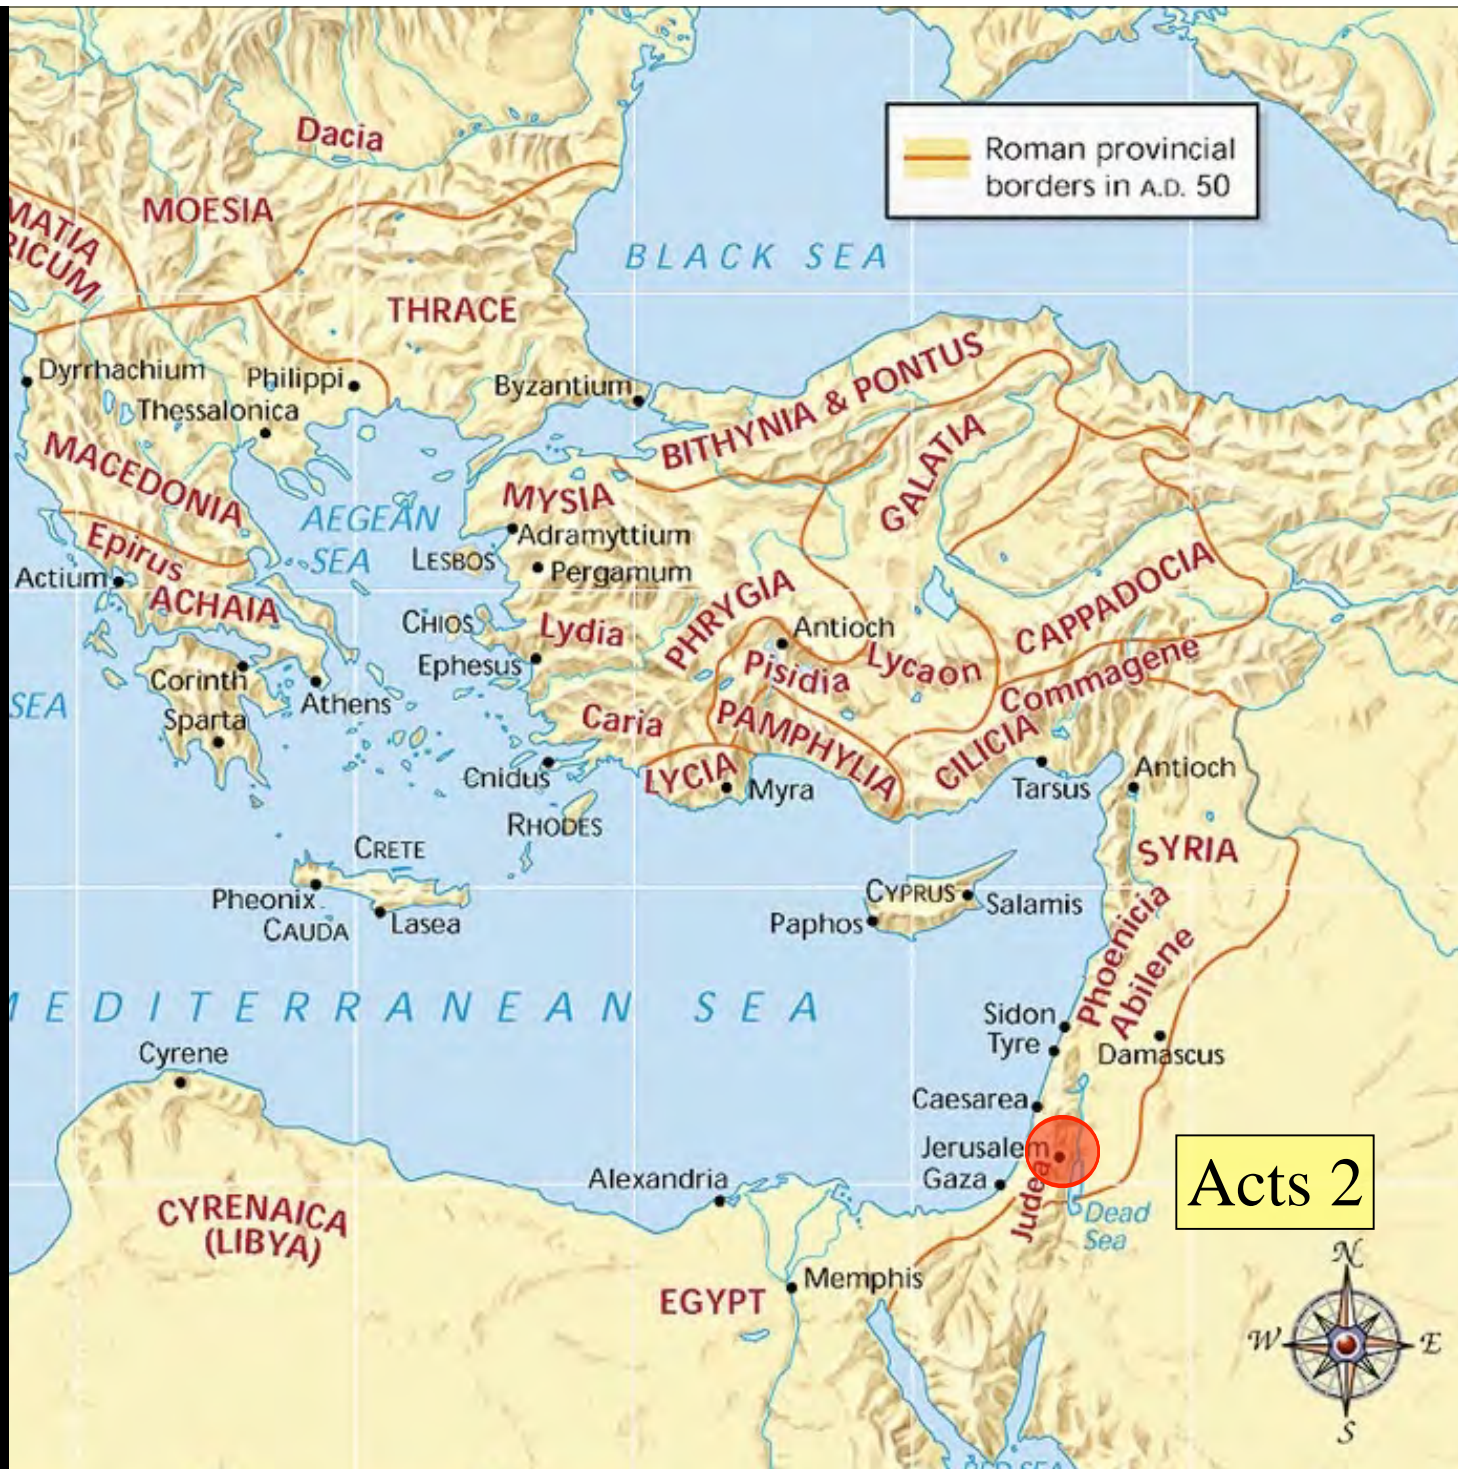 Dacia
Roman provincial
borders in A.D. 50
MOESIA
MATIA
RICUM
BLACK SEA
THRACE
Dyrrhachium
Philippi
Byzantium
Thessalonica
BITHYNIA & PONTUS
MACEDONIA
GALATIA
MYSIA
AEGEAN
SEA
Adramyttium
LESBOS
Pergamum
Epirus
Actium
ACHAIA
CAPPADOCIA
PHRYGIA
CHIOS
Lydia
Antioch
Ephesus
Pisidia
Lycaon
Commagene
Corinth
Athens
SEA
Sparta
Caria
PAMPHYLIA
CILICIA
Cnidus
LYCIA
Myra
Tarsus
Antioch
RHODES
CRETE
SYRIA
Pheonix
CAUDA
Lasea
CYPRUS
Salamis
Paphos
Phoenicia
Abilene
MEDITERRANEAN SEA
Sidon
Tyre
Damascus
Cyrene
Caesarea
Jerusalem
Gaza
Judea
Acts 2
Alexandria
Dead
Sea
CYRENAICA
(LIBYA)
Memphis
EGYPT
N
W
E
S
RED SEA